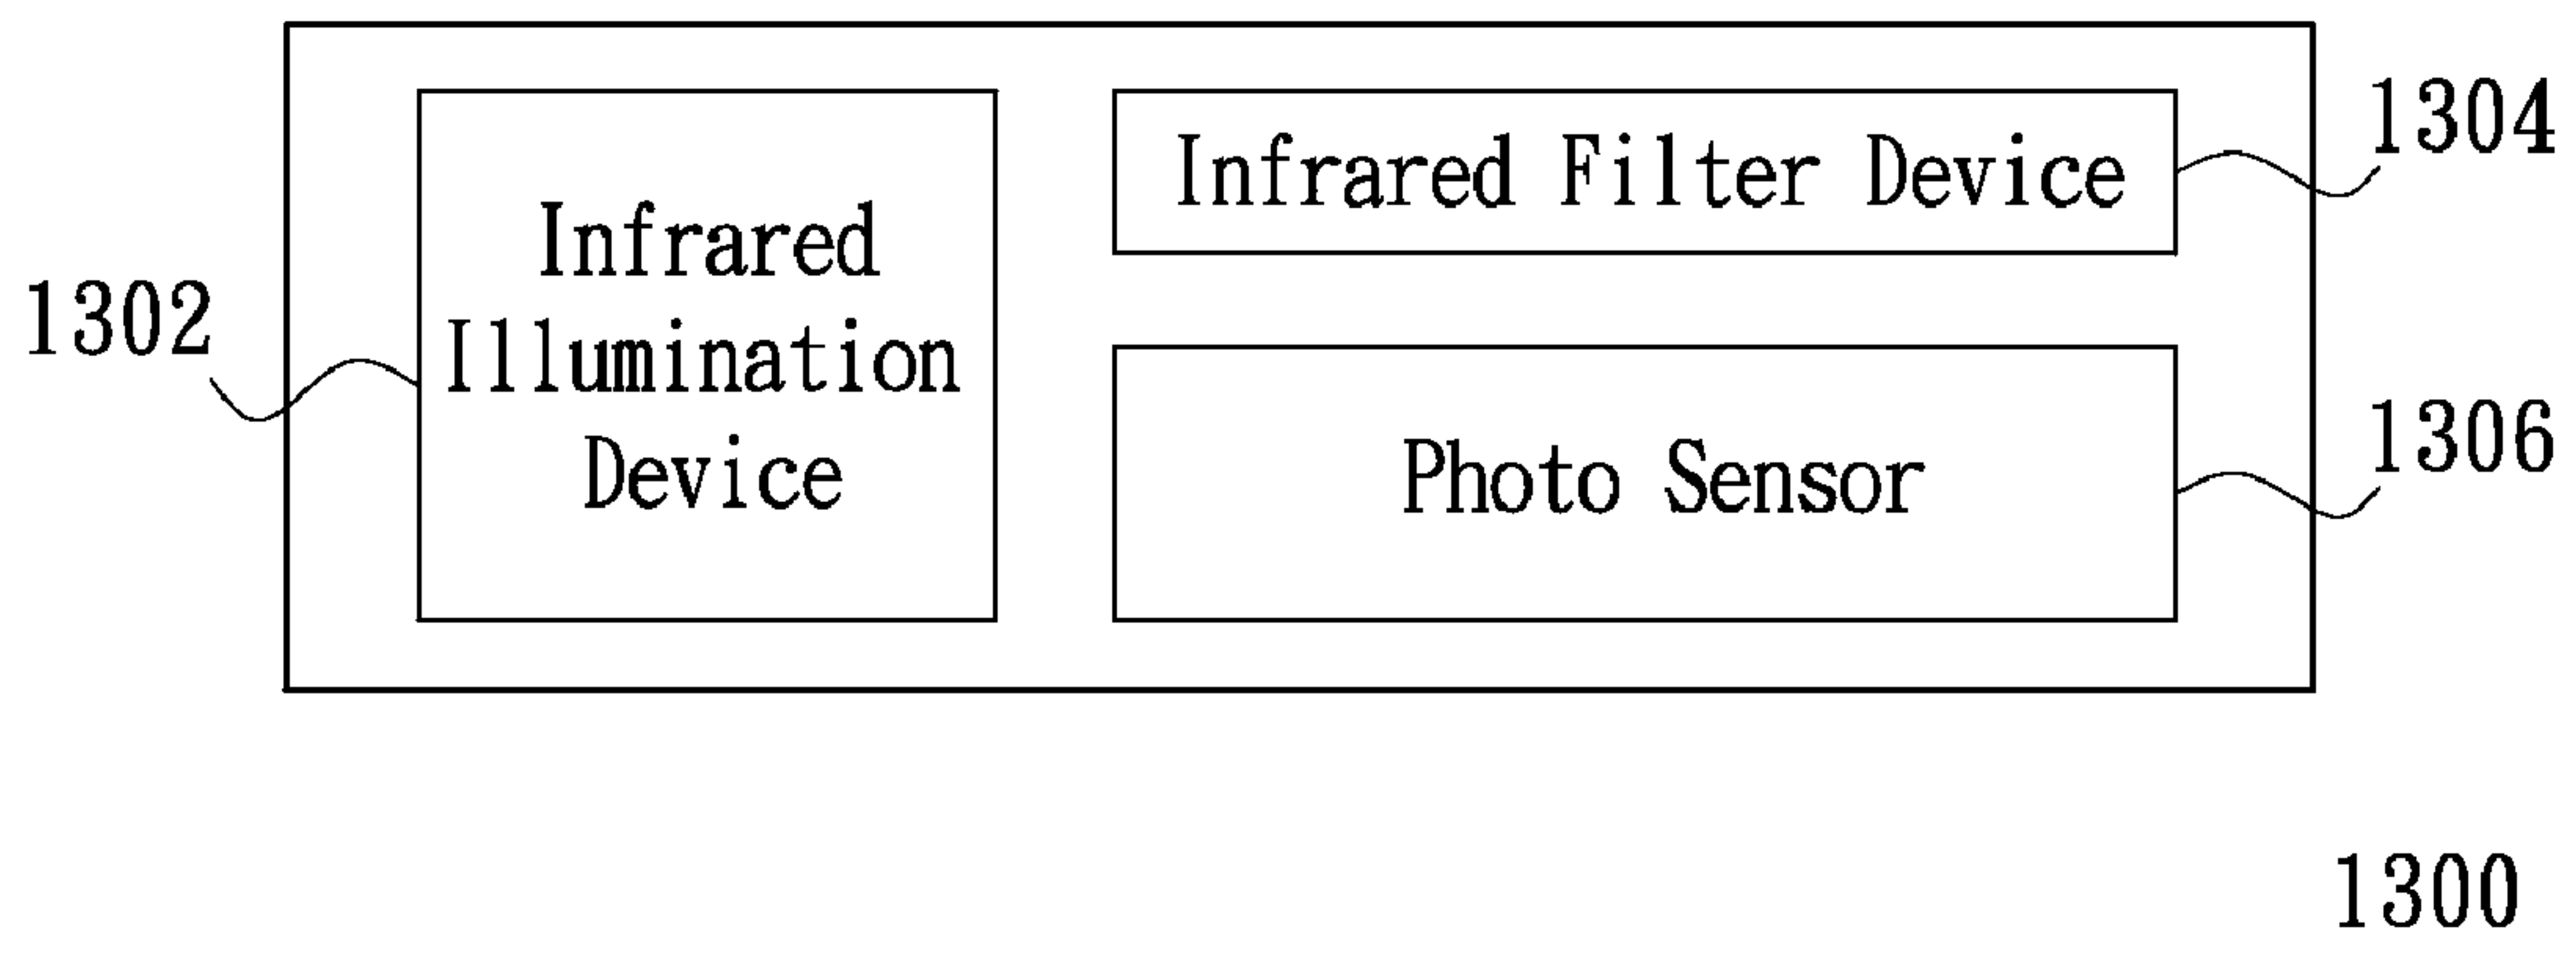 1302
Infrared
Illumination
Device
Infrared Filter Device
1304
Photo Sensor
1306
1300